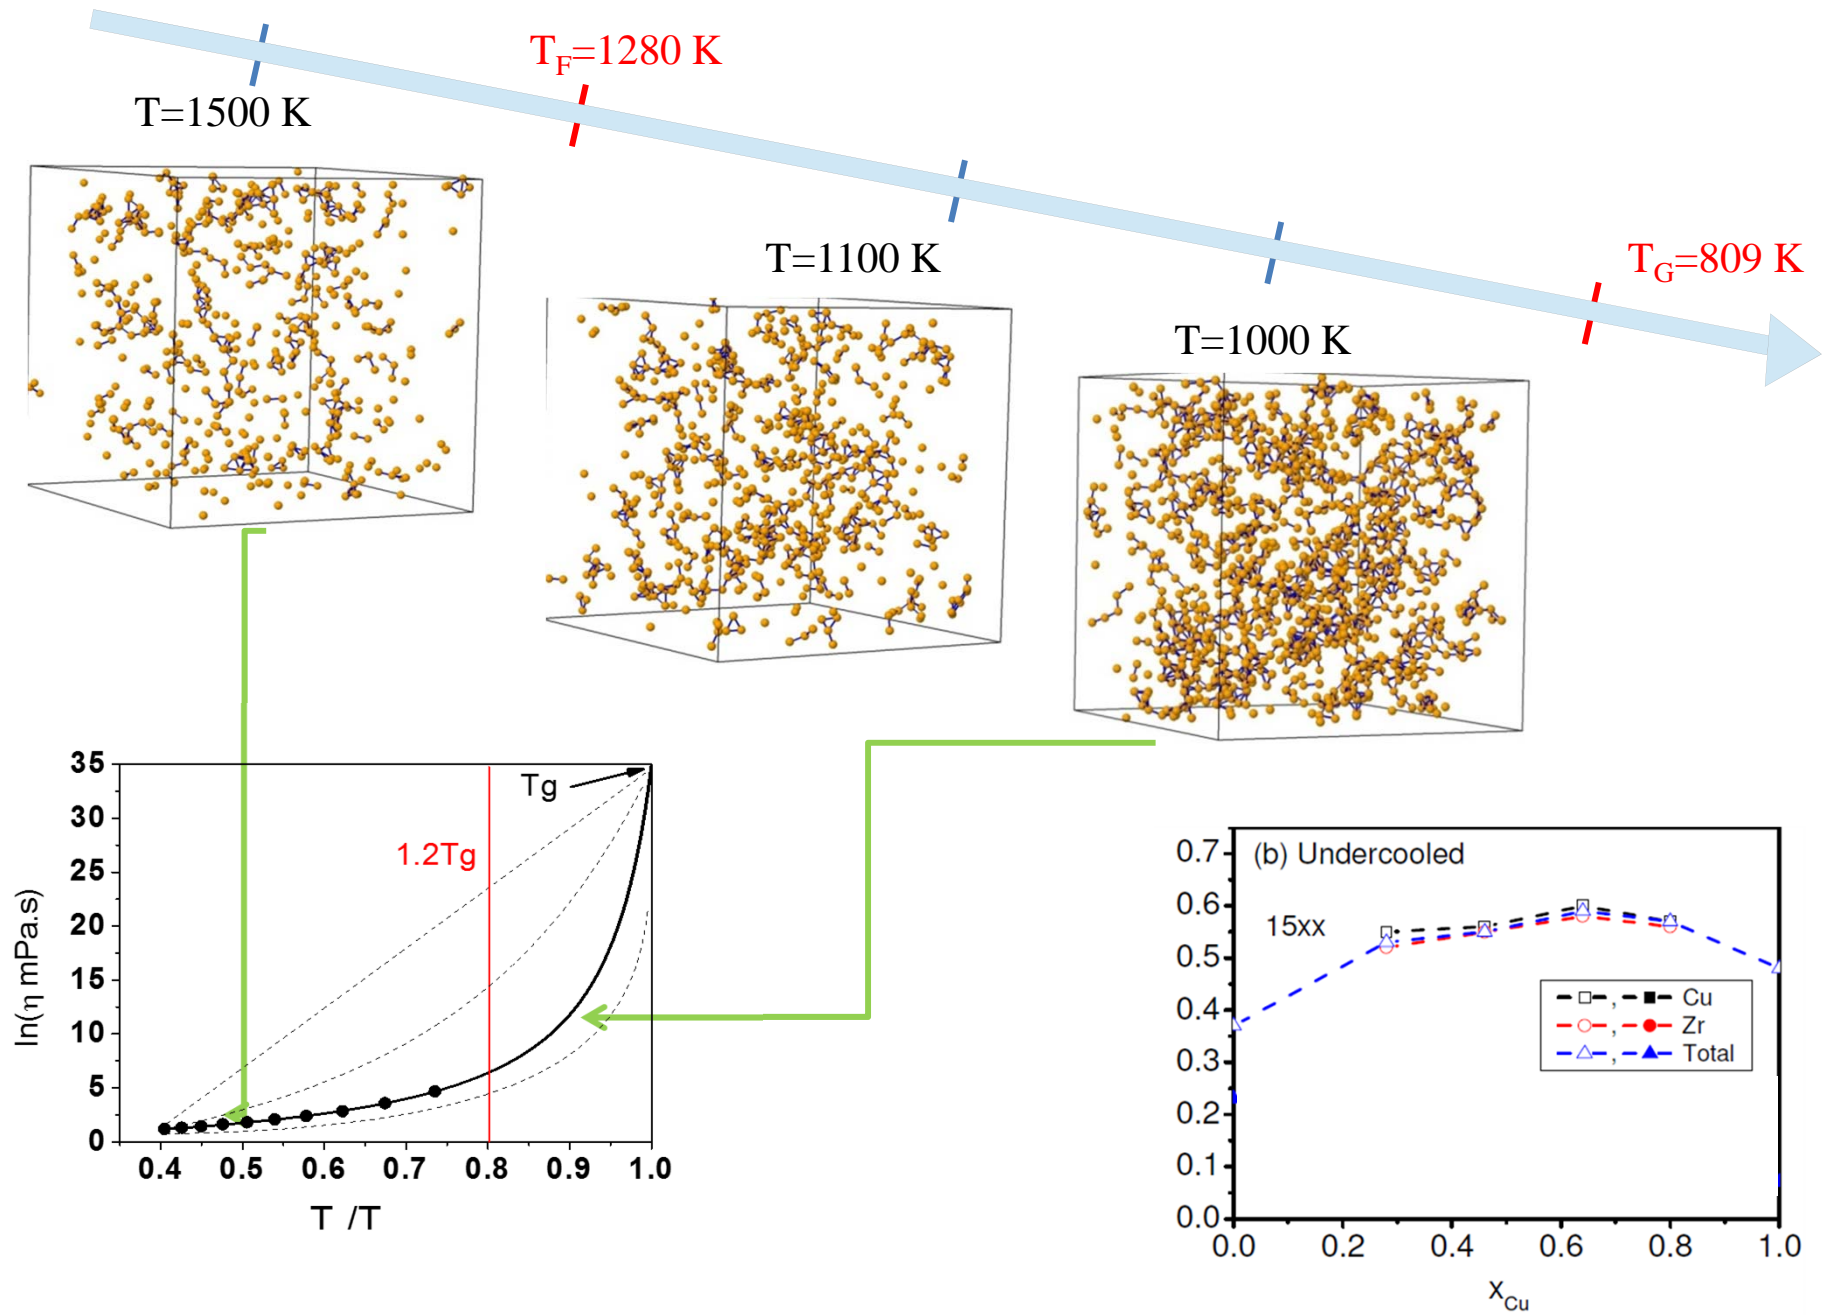 T_F=1280 K
T=1500 K
T=1100 K
T_G=809 K
T=1000 K
35
30
25
20
15
10
5
0
ln(η mPa.s)
Tg
1.2Tg
0.4 0.5 0.6 0.7 0.8 0.9 1.0
T /T
0.7
0.6
0.5
0.4
0.3
0.2
0.1
0.0
(b) Undercooled
15xx
, Cu
, Zr
, Total
0.0 0.2 0.4 0.6 0.8 1.0
x_Cu